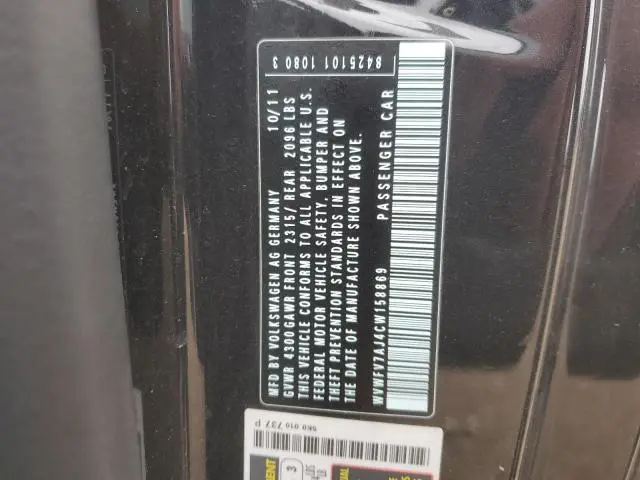 8425101 1080 3
MFD BY VOLKSWAGEN AG GERMANY 10/11
GVWR 4300 GAWR FRONT 2315/ REAR 2096 LBS
THIS VEHICLE CONFORMS TO ALL APPLICABLE U.S.
FEDERAL MOTOR VEHICLE SAFETY, BUMPER AND
THEFT PREVENTION STANDARDS IN EFFECT ON
DATE OF MANUFACTURE SHOWN ABOVE.
WVWFV7AJ4CW158869 PASSENGER CAR
5K0 010 737 P
3